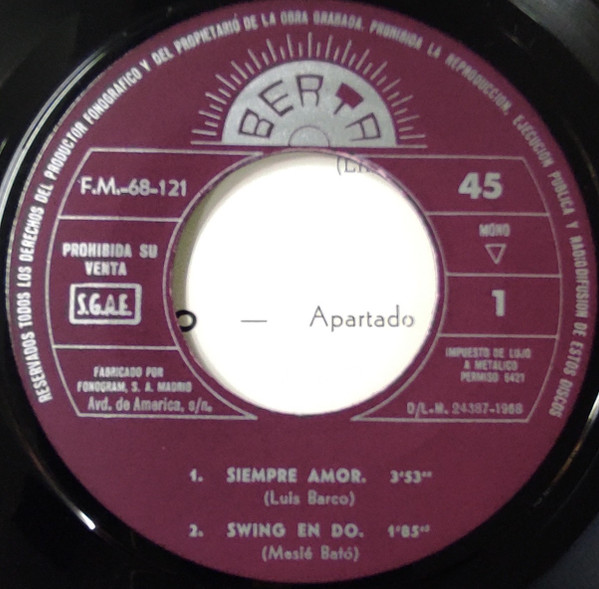 RESERVADOS TODOS LOS DERECHOS DEL PRODUCTOR FONOGRAFICO Y DEL PROPIETARIO DE LA OBRA GRABADA. PROHIBIDA LA REPRODUCCION, EJECUCION PUBLICA Y RADIODIFUSION DE ESTOS DISCOS
BERTA
F.M.-68-121
45
PROHIBIDA SU
VENTA
MONO
S.G.A.E.
1
— Apartado
FABRICADO POR
FONOGRAM, S. A. MADRID
Avd. de America, s/n.
IMPUESTO DE LUJO
A METALICO
PERMISO 6421
D/L-M. 24387-1968
1. SIEMPRE AMOR. 3'53"
(Luis Barco)
2. SWING EN DO. 1'85"
(Meslé Bató)